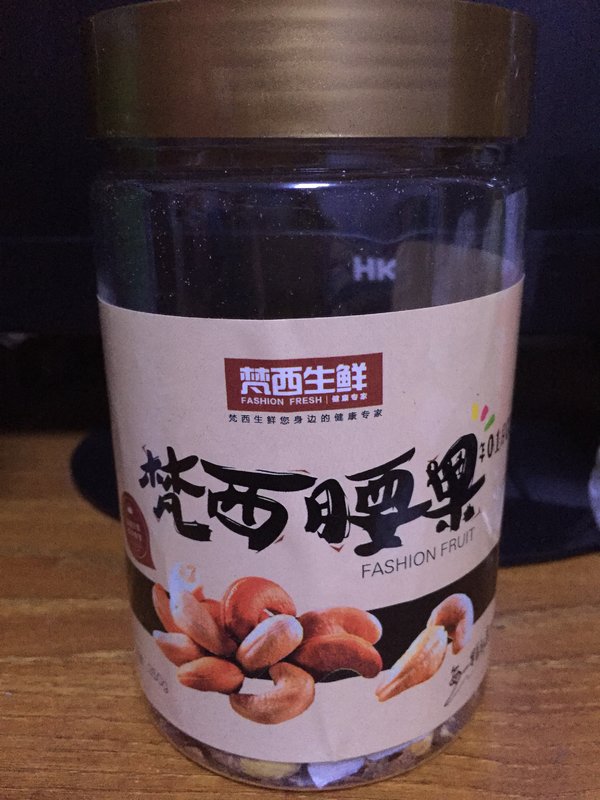 HK
梵西生鲜
FASHION FRESH | 健康专家
梵西生鲜您身边的健康专家
梵西腰果
FASHION FRUIT